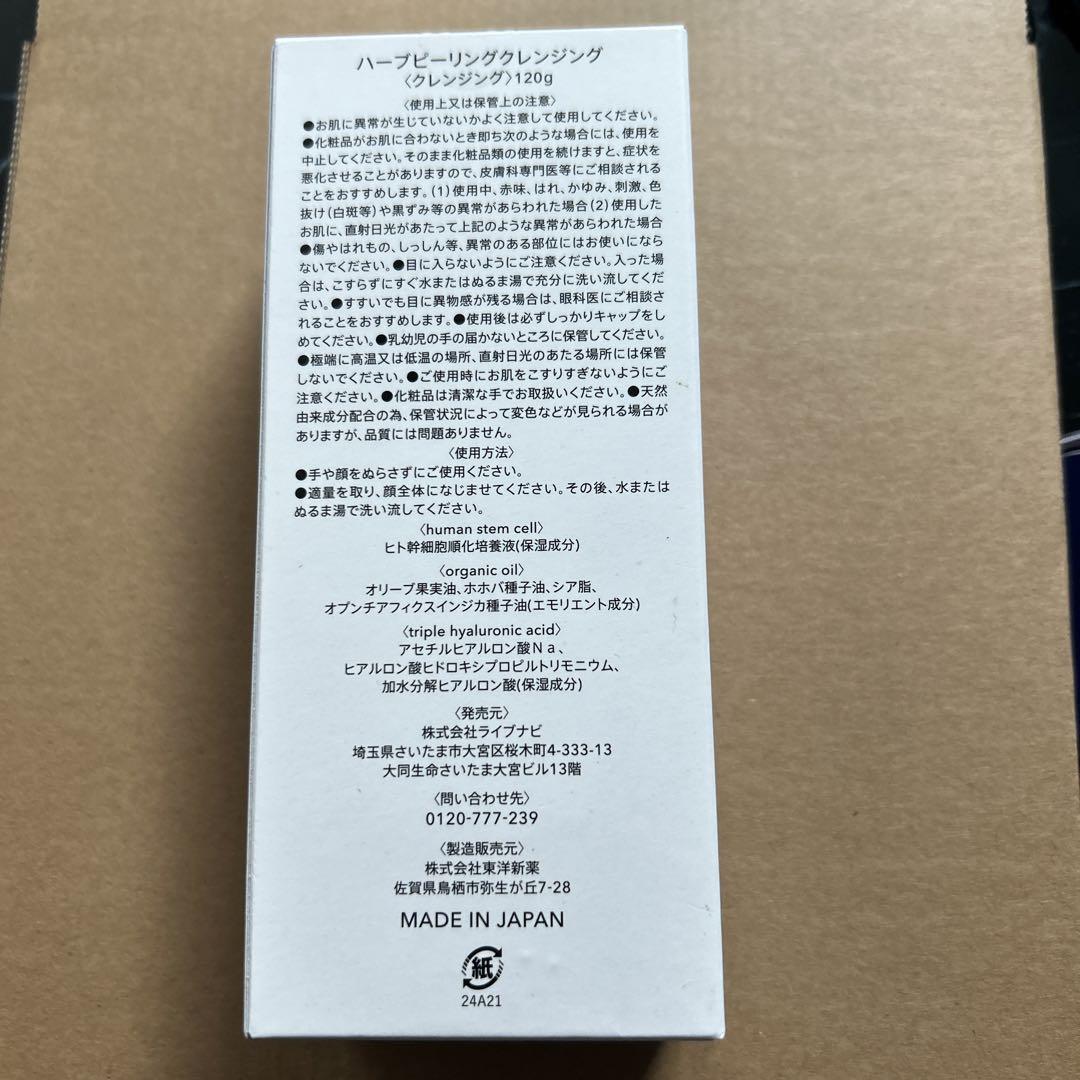 ハーブピーリングクレンジング
〈クレンジング〉120g
〈使用上又は保管上の注意〉
●お肌に異常が生じていないかよく注意して使用してください。
●化粧品がお肌に合わないとき即ち次のような場合には、使用を
中止してください。そのまま化粧品類の使用を続けますと、症状を
悪化させることがありますので、皮膚科専門医等にご相談される
ことをおすすめします。(1)使用中、赤味、はれ、かゆみ、刺激、色
抜け(白斑等)や黒ずみ等の異常があらわれた場合(2)使用した
お肌に、直射日光があたって上記のような異常があらわれた場合
●傷やはれもの、しっしん等、異常のある部位にはお使いになら
ないでください。●目に入らないようにご注意ください。入った場
合は、こすらずにすぐ水またはぬるま湯で充分に洗い流してくだ
さい。●すすいでも目に異物感が残る場合は、眼科医にご相談さ
れることをおすすめします。●使用後は必ずしっかりキャップをし
めてください。●乳幼児の手の届かないところに保管してください。
●極端に高温又は低温の場所、直射日光のあたる場所には保管
しないでください。●ご使用時にお肌をこすりすぎないようにご
注意ください。●化粧品は清潔な手でお取扱いください。●天然
由来成分配合の為、保管状況によって変色などが見られる場合が
ありますが、品質には問題ありません。
〈使用方法〉
●手や顔をぬらさずにご使用ください。
●適量を取り、顔全体になじませてください。その後、水または
ぬるま湯で洗い流してください。
〈human stem cell〉
ヒト幹細胞順化培養液(保湿成分)
〈organic oil〉
オリーブ果実油、ホホバ種子油、シア脂、
オプンチアフィクスインジカ種子油(エモリエント成分)
〈triple hyaluronic acid〉
アセチルヒアルロン酸Ｎａ、
ヒアルロン酸ヒドロキシプロピルトリモニウム、
加水分解ヒアルロン酸(保湿成分)
〈発売元〉
株式会社ライブナビ
埼玉県さいたま市大宮区桜木町4-333-13
大同生命さいたま大宮ビル13階
〈問い合わせ先〉
0120-777-239
〈製造販売元〉
株式会社東洋新薬
佐賀県鳥栖市弥生が丘7-28
MADE IN JAPAN
紙
24A21